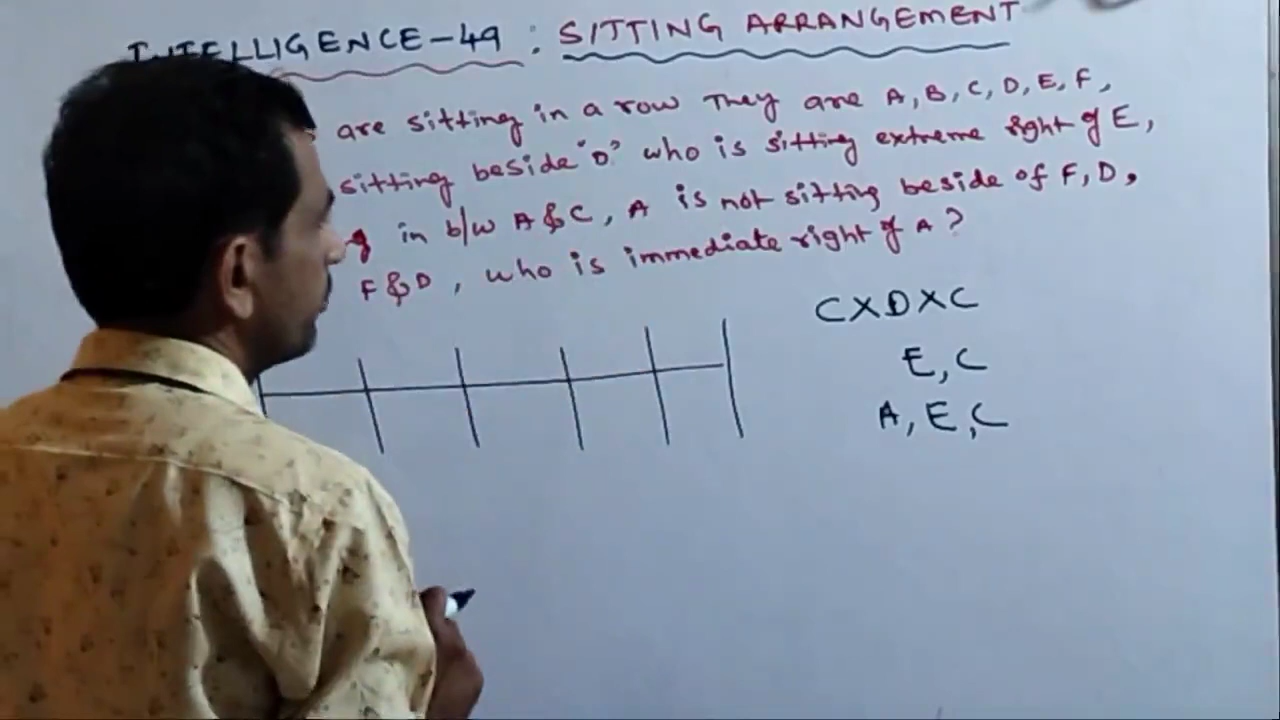 INTELLIGENCE-49 : SITTING ARRANGEMENT
are sitting in a row They are A, B, C, D, E, F,
sitting beside "D" who is sitting extreme right of E,
g in b/w A & C, A is not sitting beside of F, D,
F & D, who is immediate right of A?
C X D X C
E, C
A, E, C